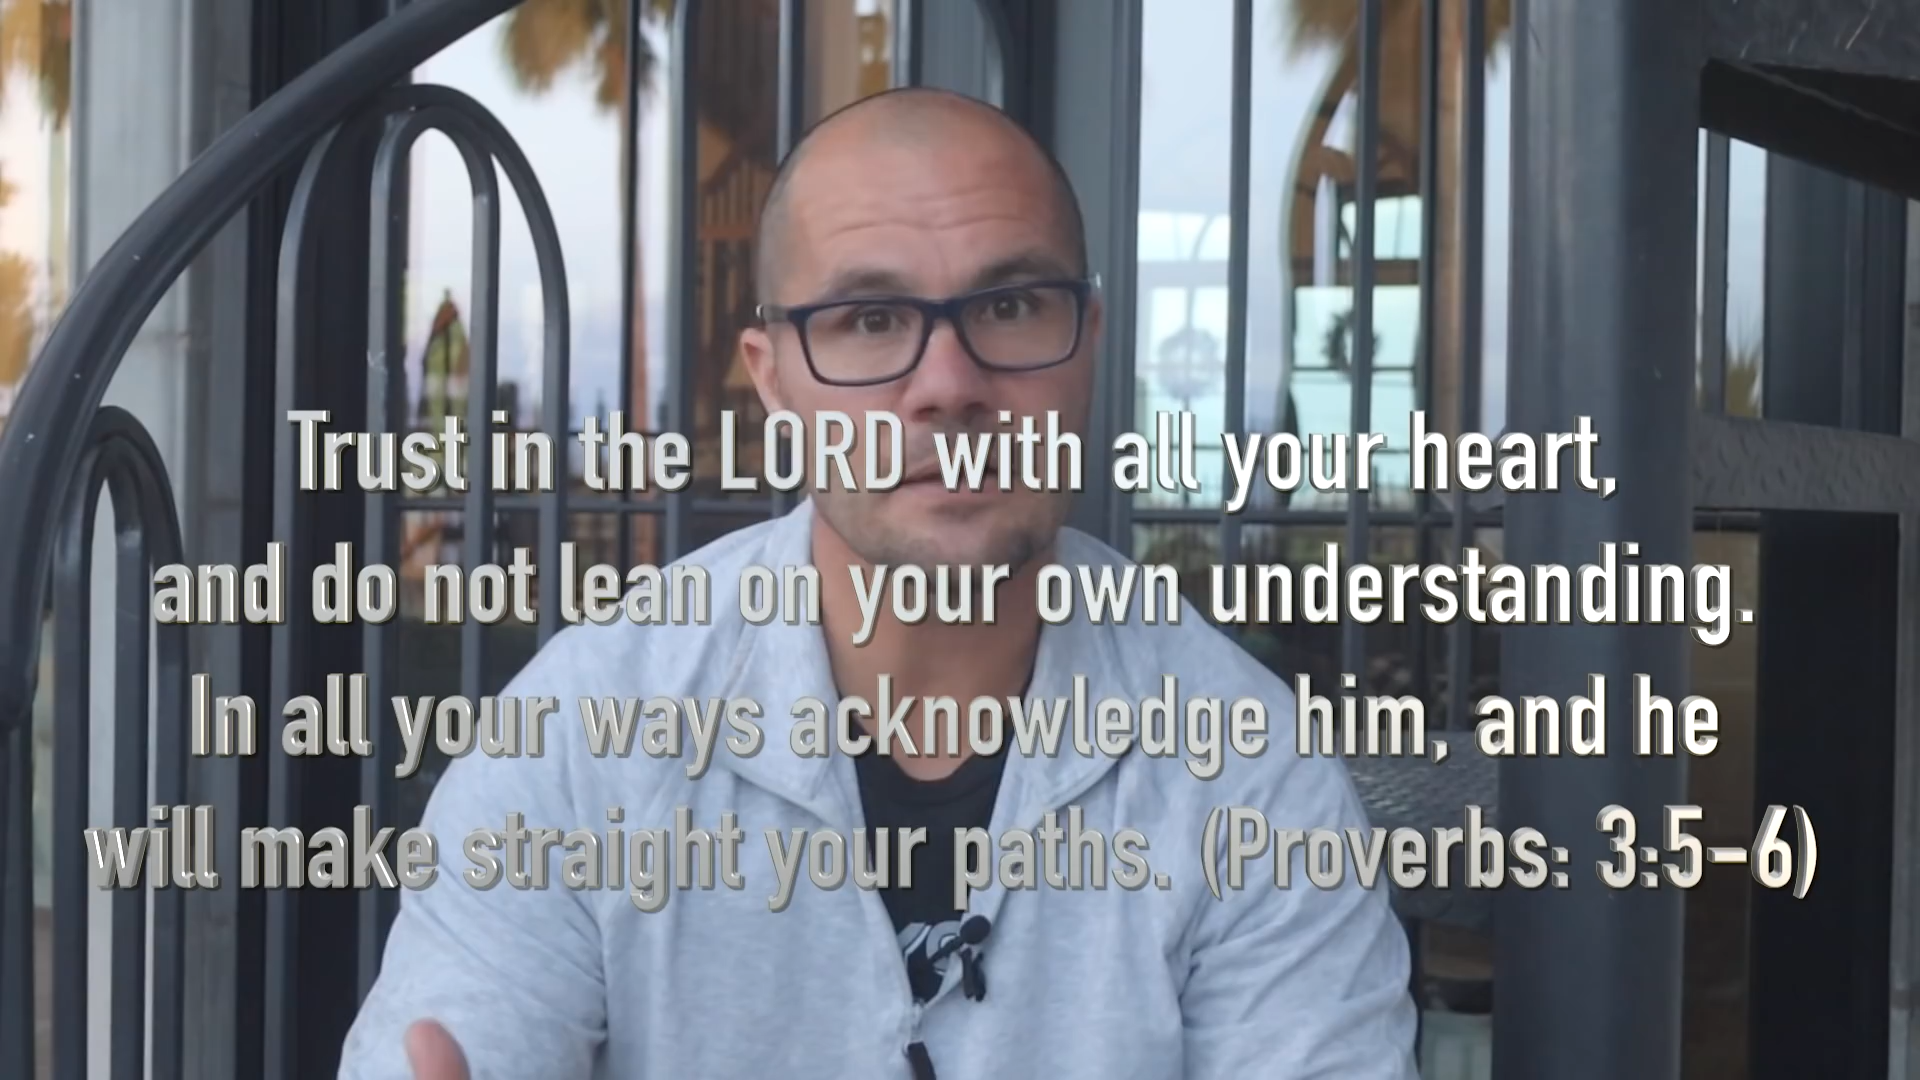 Trust in the LORD with all your heart,
and do not lean on your own understanding.
In all your ways acknowledge him, and he
will make straight your paths. (Proverbs: 3:5-6)